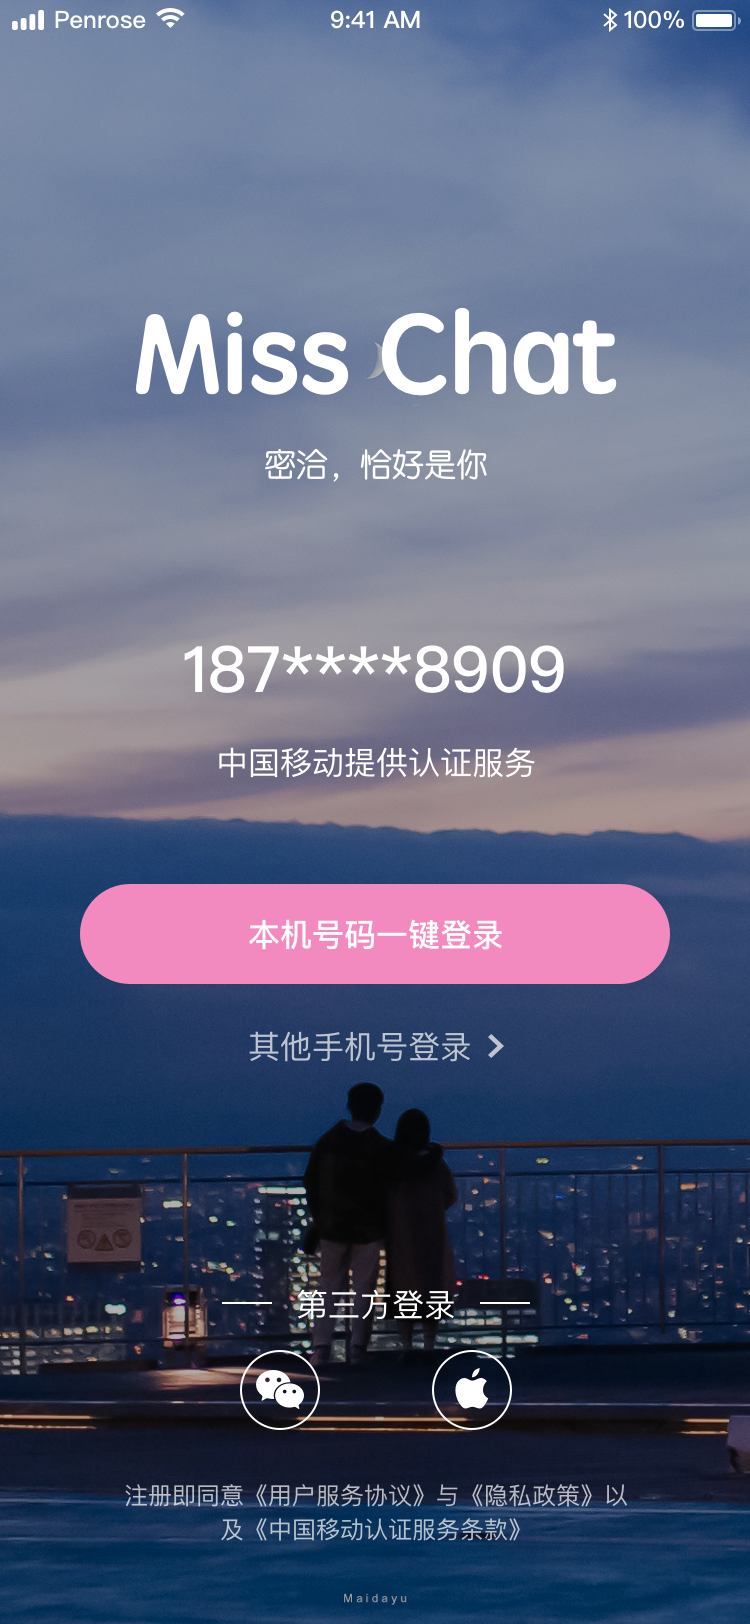 Penrose 9:41 AM 100%
Miss Chat
密洽，恰好是你
187****8909
中国移动提供认证服务
本机号码一键登录
其他手机号登录
第三方登录
注册即同意《用户服务协议》与《隐私政策》以
及《中国移动认证服务条款》
Maidayu